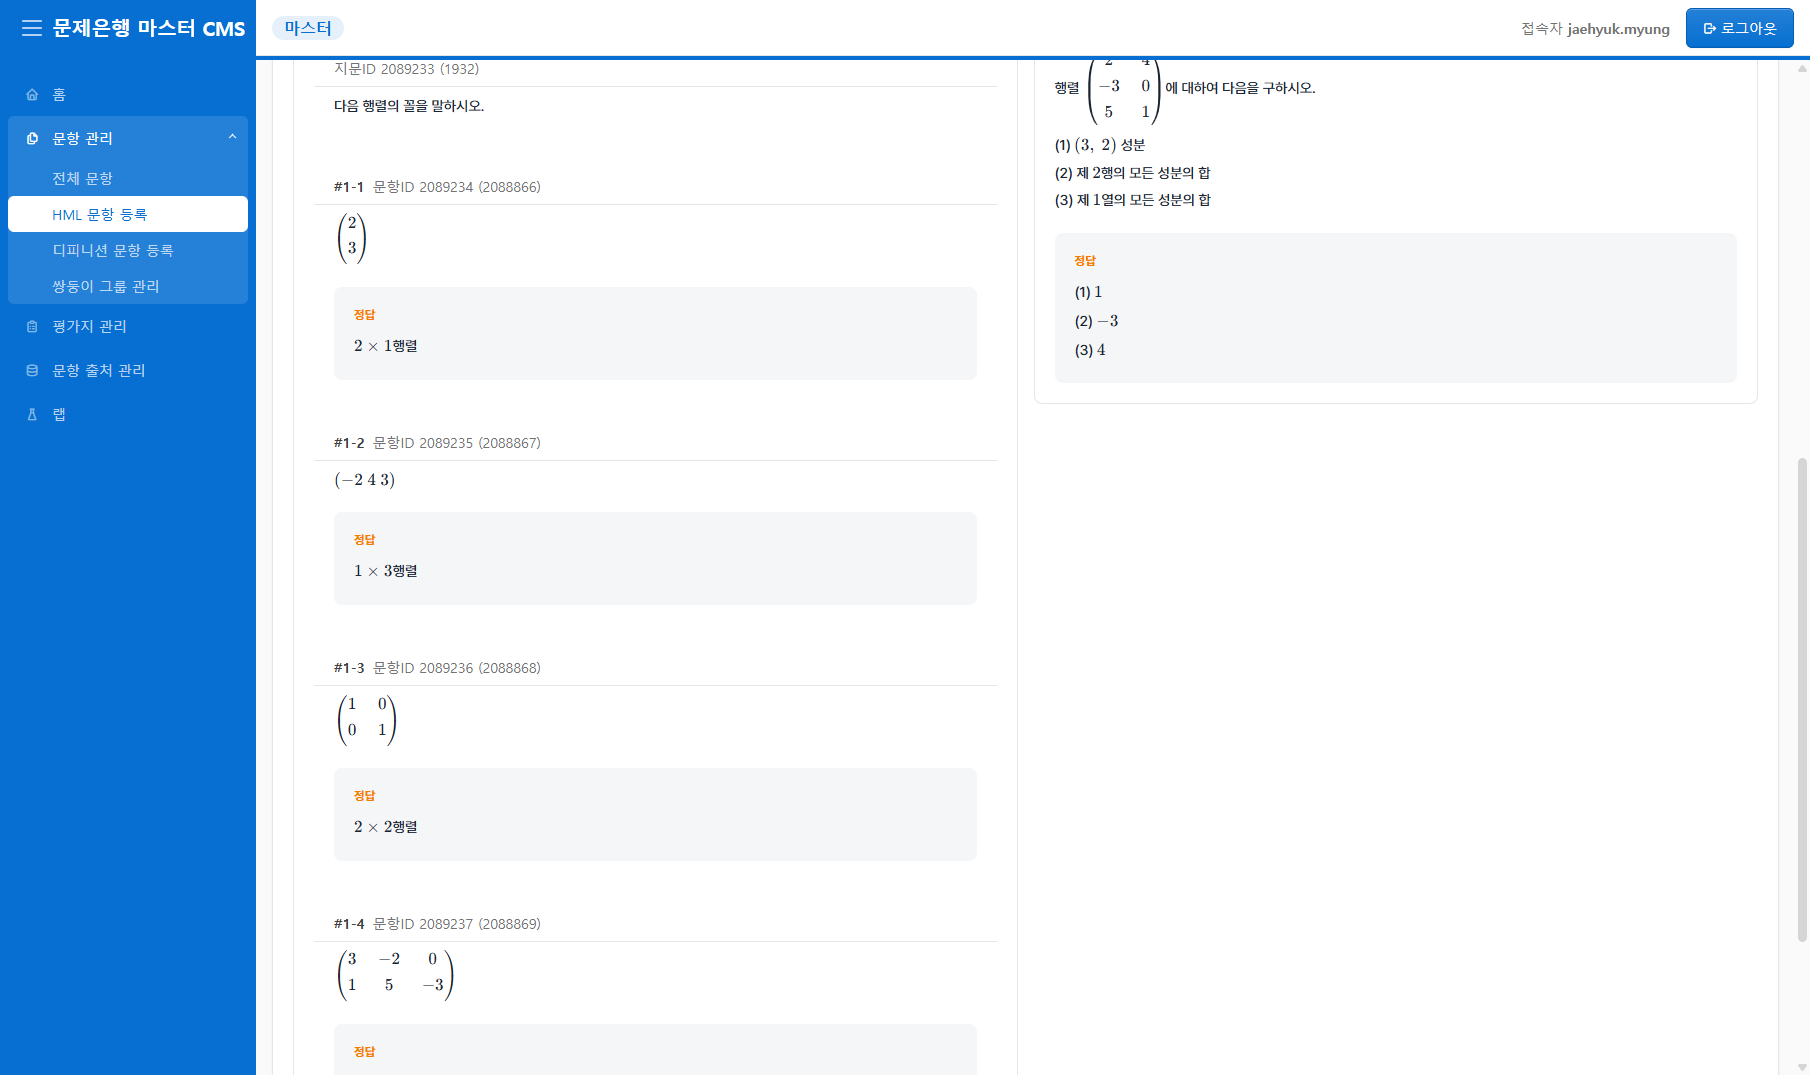 문제은행 마스터 CMS
마스터
접속자 jaehyuk.myung
로그아웃
홈
문항 관리
전체 문항
HML 문항 등록
디피니션 문항 등록
쌍둥이 그룹 관리
평가지 관리
문항 출처 관리
랩
지문ID 2089233 (1932)
다음 행렬의 꼴을 말하시오.
#1-1 문항ID 2089234 (2088866)
2
3
정답
2 × 1행렬
#1-2 문항ID 2089235 (2088867)
(−2 4 3)
정답
1 × 3행렬
#1-3 문항ID 2089236 (2088868)
1 0
0 1
정답
2 × 2행렬
#1-4 문항ID 2089237 (2088869)
3 −2 0
1 5 −3
정답
2 4
행렬 −3 0 에 대하여 다음을 구하시오.
5 1
(1) (3, 2) 성분
(2) 제 2행의 모든 성분의 합
(3) 제 1열의 모든 성분의 합
정답
(1) 1
(2) −3
(3) 4